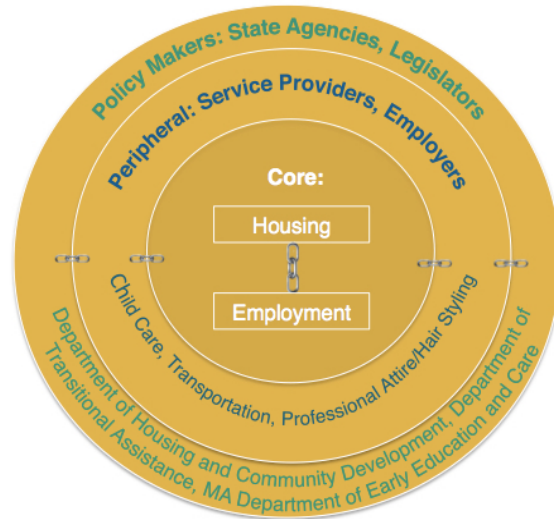 Policy Makers: State Agencies, Legislators
Peripheral: Service Providers, Employers
Core:
Housing
Employment
Child Care, Transportation, Professional Attire/Hair Styling
Department of Housing and Community Development, Department of
Transitional Assistance, MA Department of Early Education and Care